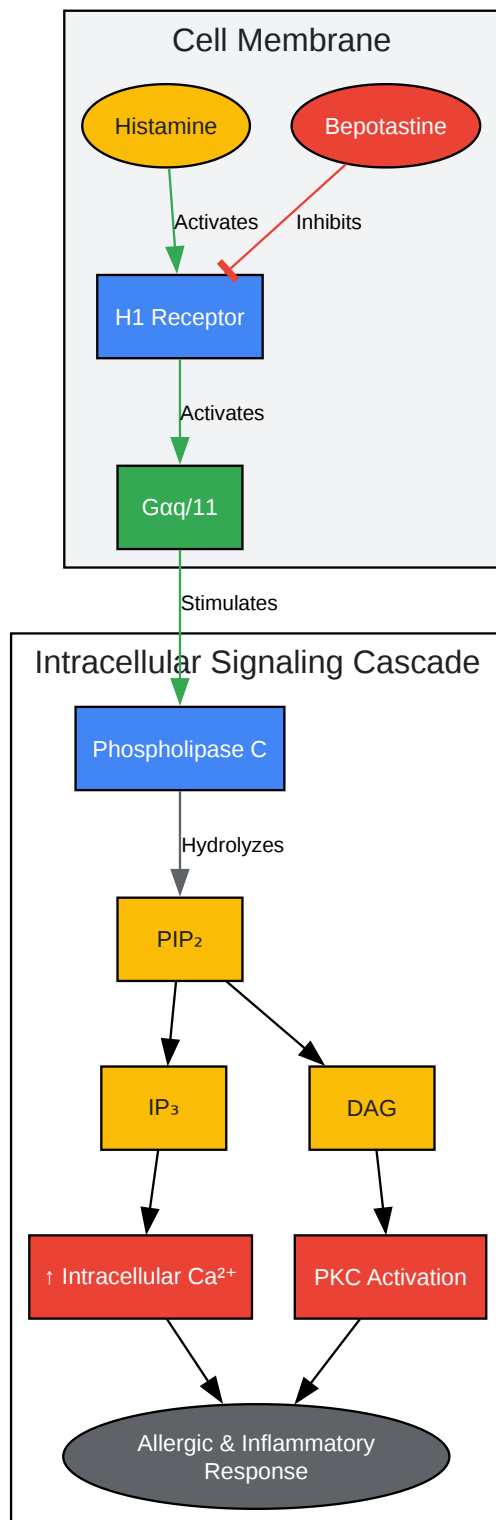 Cell Membrane
Histamine
Bepotastine
Activates
Inhibits
H1 Receptor
Activates
Gαq/11
Stimulates
Intracellular Signaling Cascade
Phospholipase C
Hydrolyzes
PIP₂
IP₃
DAG
↑ Intracellular Ca²⁺
PKC Activation
Allergic & Inflammatory
Response